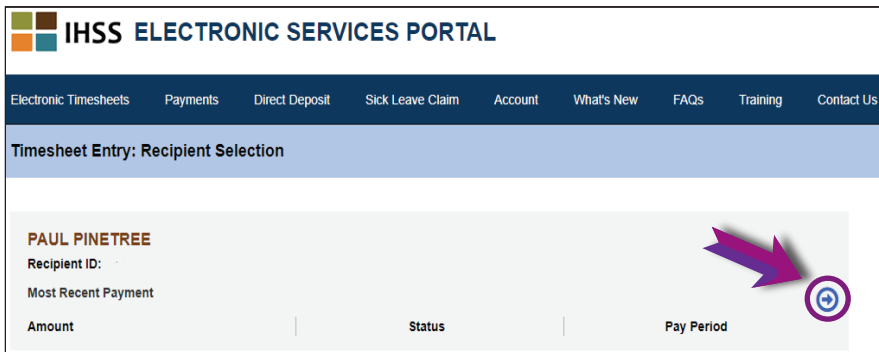 IHSS ELECTRONIC SERVICES PORTAL
Electronic Timesheets Payments Direct Deposit Sick Leave Claim Account What's New FAQs Training Contact Us
Timesheet Entry: Recipient Selection
PAUL PINETREE
Recipient ID:
Most Recent Payment
Amount Status Pay Period